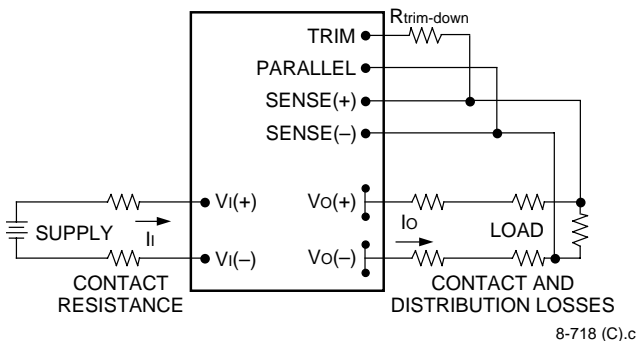 TRIM
Rtrim-down
PARALLEL
SENSE(+)
SENSE(–)
VI(+)
VO(+)
IO
SUPPLY
II
LOAD
VI(–)
VO(–)
CONTACT
RESISTANCE
CONTACT AND
DISTRIBUTION LOSSES
8-718 (C).c